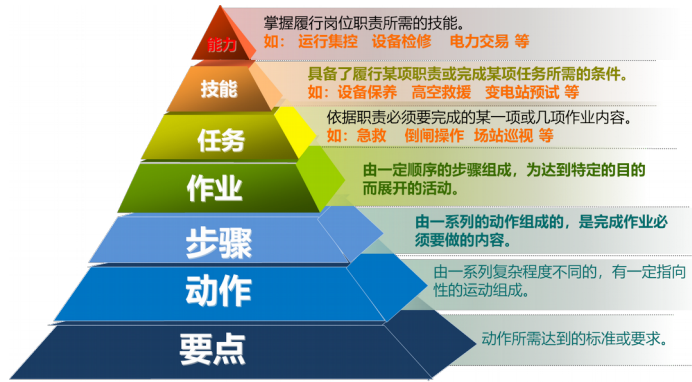 能力
掌握履行岗位职责所需的技能。
如： 运行集控 设备检修 电力交易 等
技能
具备了履行某项职责或完成某项任务所需的条件。
如：设备保养 高空救援 变电站预试 等
任务
依据职责必须要完成的某一项或几项作业内容。
如：急救 倒闸操作 场站巡视 等
作业
由一定顺序的步骤组成，为达到特定的目的
而展开的活动。
步骤
由一系列的动作组成的，是完成作业必
须要做的内容。
动作
由一系列复杂程度不同的，有一定指向
性的运动组成。
要点
动作所需达到的标准或要求。